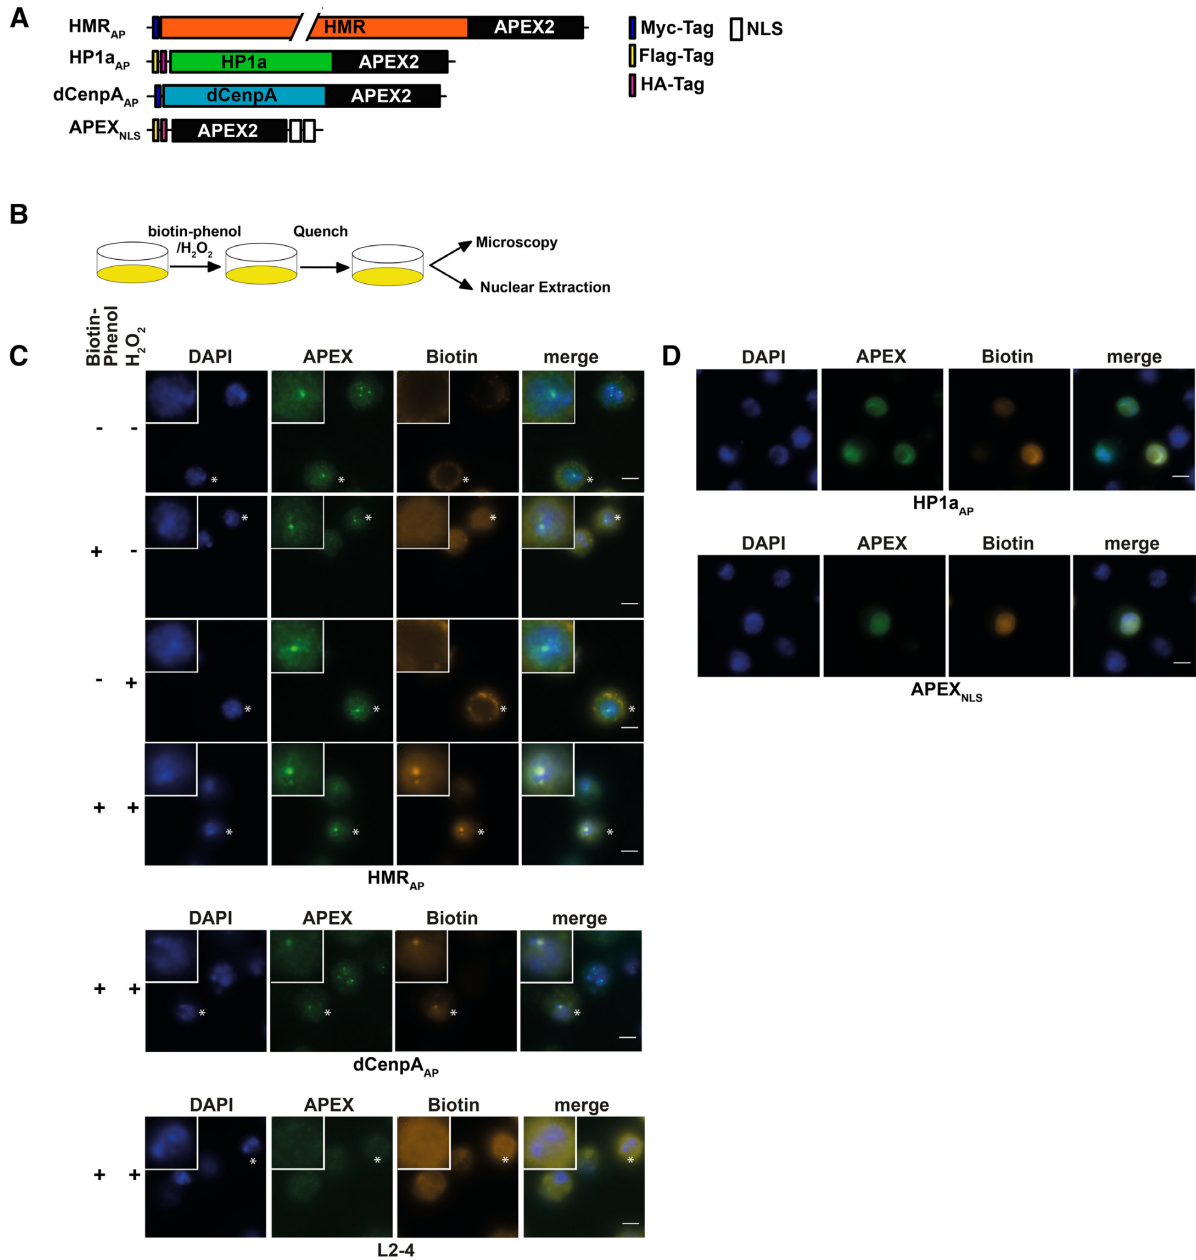 A
HMR_AP HMR APEX2
HP1a_AP HP1a APEX2
dCenpA_AP dCenpA APEX2
APEX_NLS APEX2
Myc-Tag NLS
Flag-Tag
HA-Tag
B
biotin-phenol
/H₂O₂
Quench
Microscopy
Nuclear Extraction
C
Biotin-
Phenol
H₂O₂
DAPI APEX Biotin merge
- -
* * * *
+ -
* * * *
- +
* * * *
+ +
* * * *
HMR_AP
DAPI APEX Biotin merge
+ +
* * * *
dCenpA_AP
DAPI APEX Biotin merge
+ +
* * * *
L2-4
D
DAPI APEX Biotin merge
HP1a_AP
DAPI APEX Biotin merge
APEX_NLS